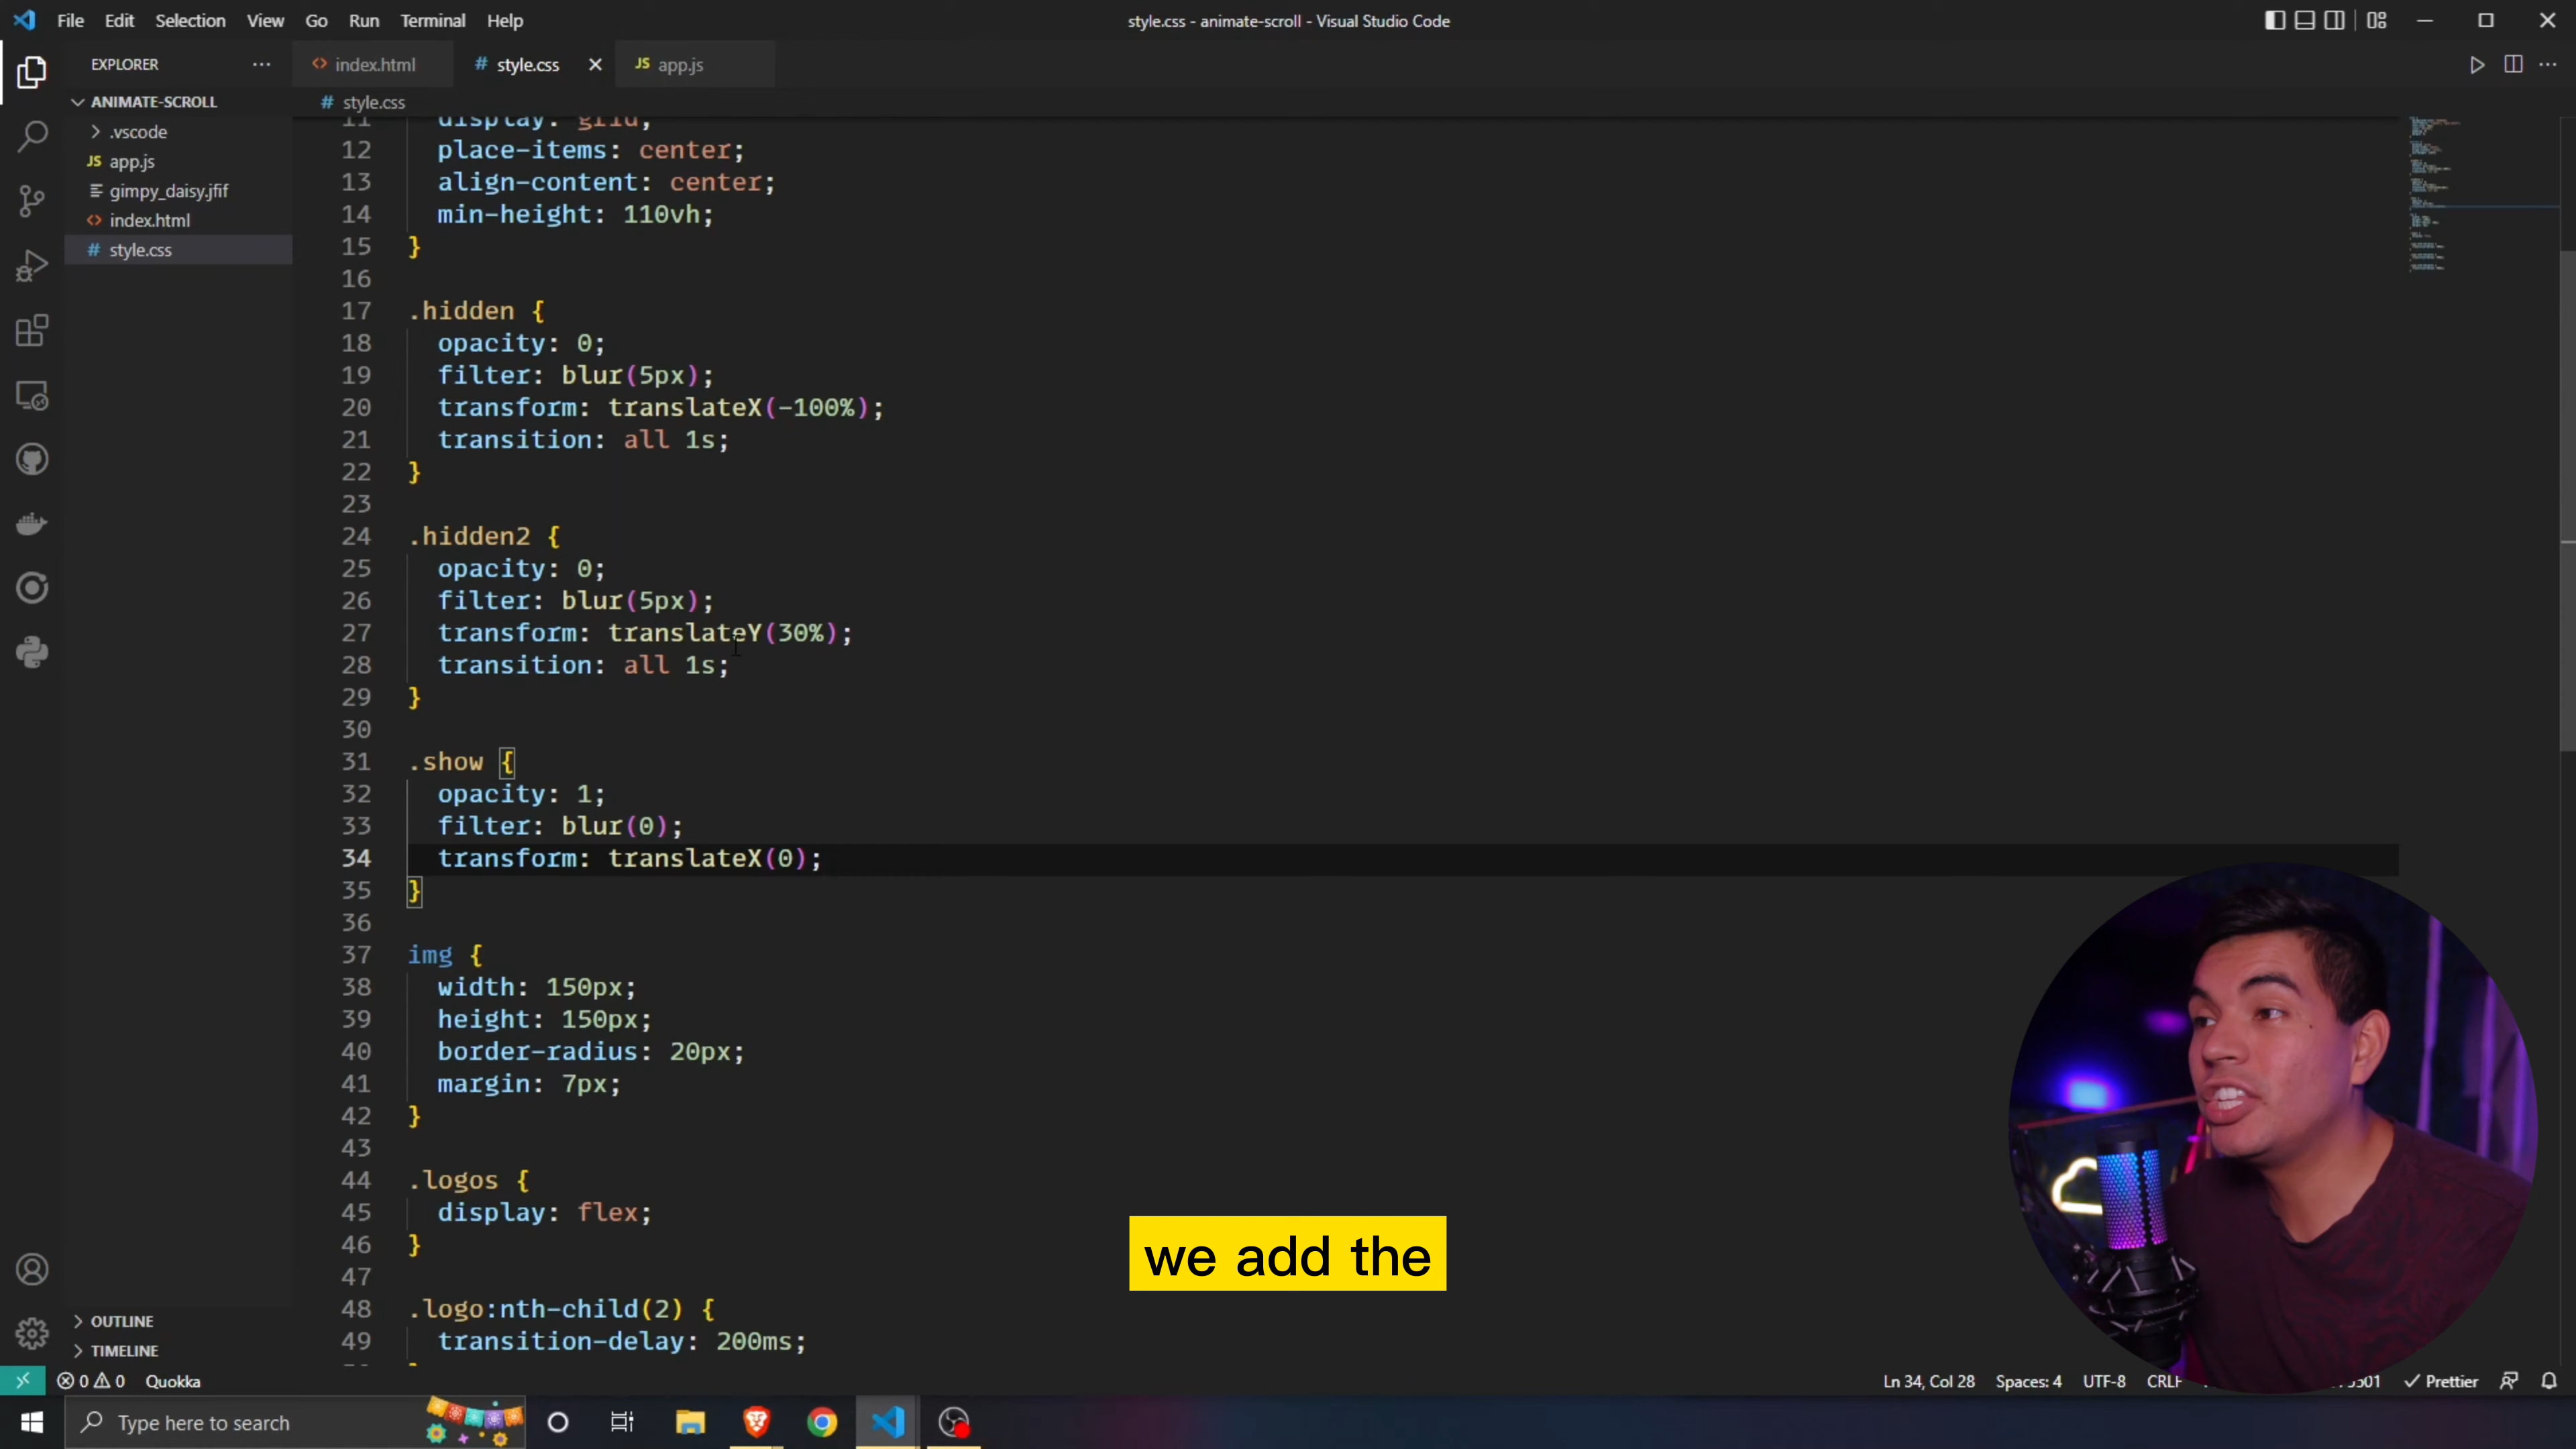 File Edit Selection View Go Run Terminal Help
style.css - animate-scroll - Visual Studio Code
EXPLORER
index.html
# style.css
JS app.js
ANIMATE-SCROLL
.vscode
JS app.js
gimpy_daisy.jfif
index.html
# style.css
# style.css
11 display: grid;
12 place-items: center;
13 align-content: center;
14 min-height: 110vh;
15 }
16
17 .hidden {
18 opacity: 0;
19 filter: blur(5px);
20 transform: translateX(-100%);
21 transition: all 1s;
22 }
23
24 .hidden2 {
25 opacity: 0;
26 filter: blur(5px);
27 transform: translateY(30%);
28 transition: all 1s;
29 }
30
31 .show {
32 opacity: 1;
33 filter: blur(0);
34 transform: translateX(0);
35 }
36
37 img {
38 width: 150px;
39 height: 150px;
40 border-radius: 20px;
41 margin: 7px;
42 }
43
44 .logos {
45 display: flex;
46 }
47
48 .logo:nth-child(2) {
49 transition-delay: 200ms;
we add the
OUTLINE
TIMELINE
0 0 Quokka
Ln 34, Col 28 Spaces: 4 UTF-8 CRLF Prettier
Type here to search